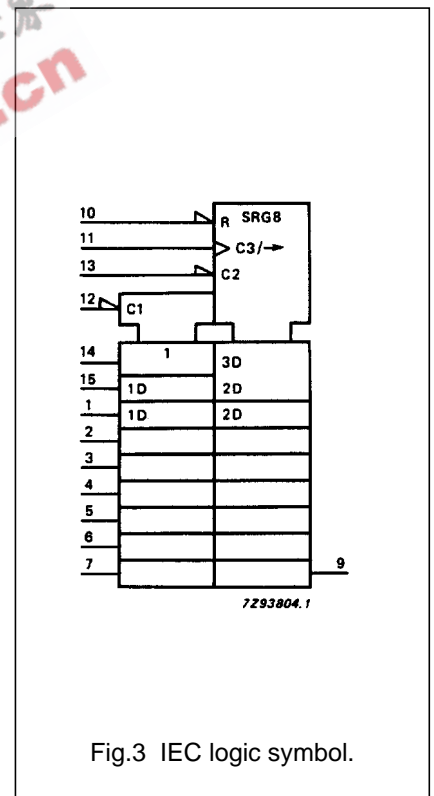 .cn
10 R SRG8
11 C3/→
13 C2
12 C1
14 1 3D
15 1D 2D
1 1D 2D
2
3
4
5
6
7 9
7Z93804.1
Fig.3 IEC logic symbol.